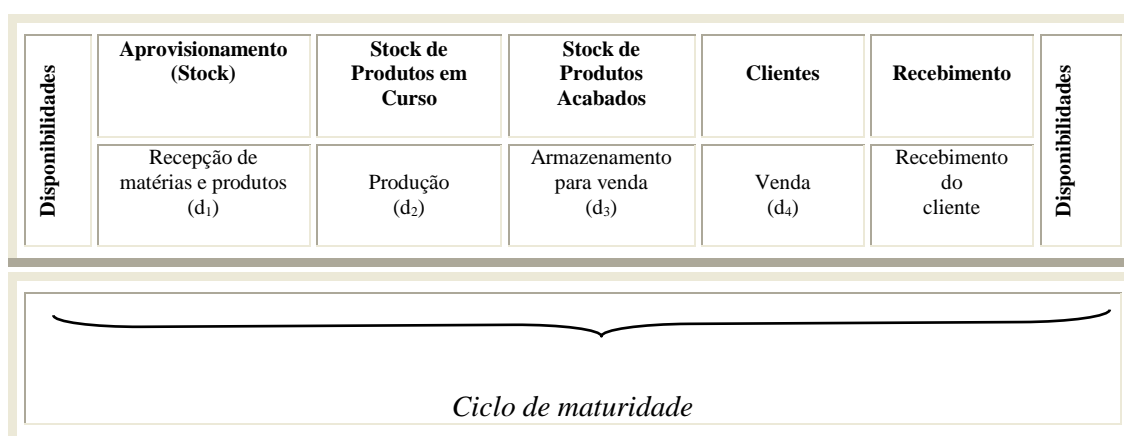 Disponibilidades
Aprovisionamento
(Stock)
Stock de
Produtos em
Curso
Stock de
Produtos
Acabados
Clientes
Recebimento
Disponibilidades
Recepção de
matérias e produtos
(d₁)
Produção
(d₂)
Armazenamento
para venda
(d₃)
Venda
(d₄)
Recebimento
do
cliente
Ciclo de maturidade